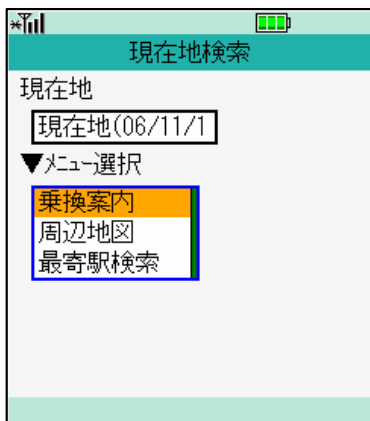 現在地検索
現在地
現在地(06/11/1
▼メニュー選択
乗換案内
周辺地図
最寄駅検索